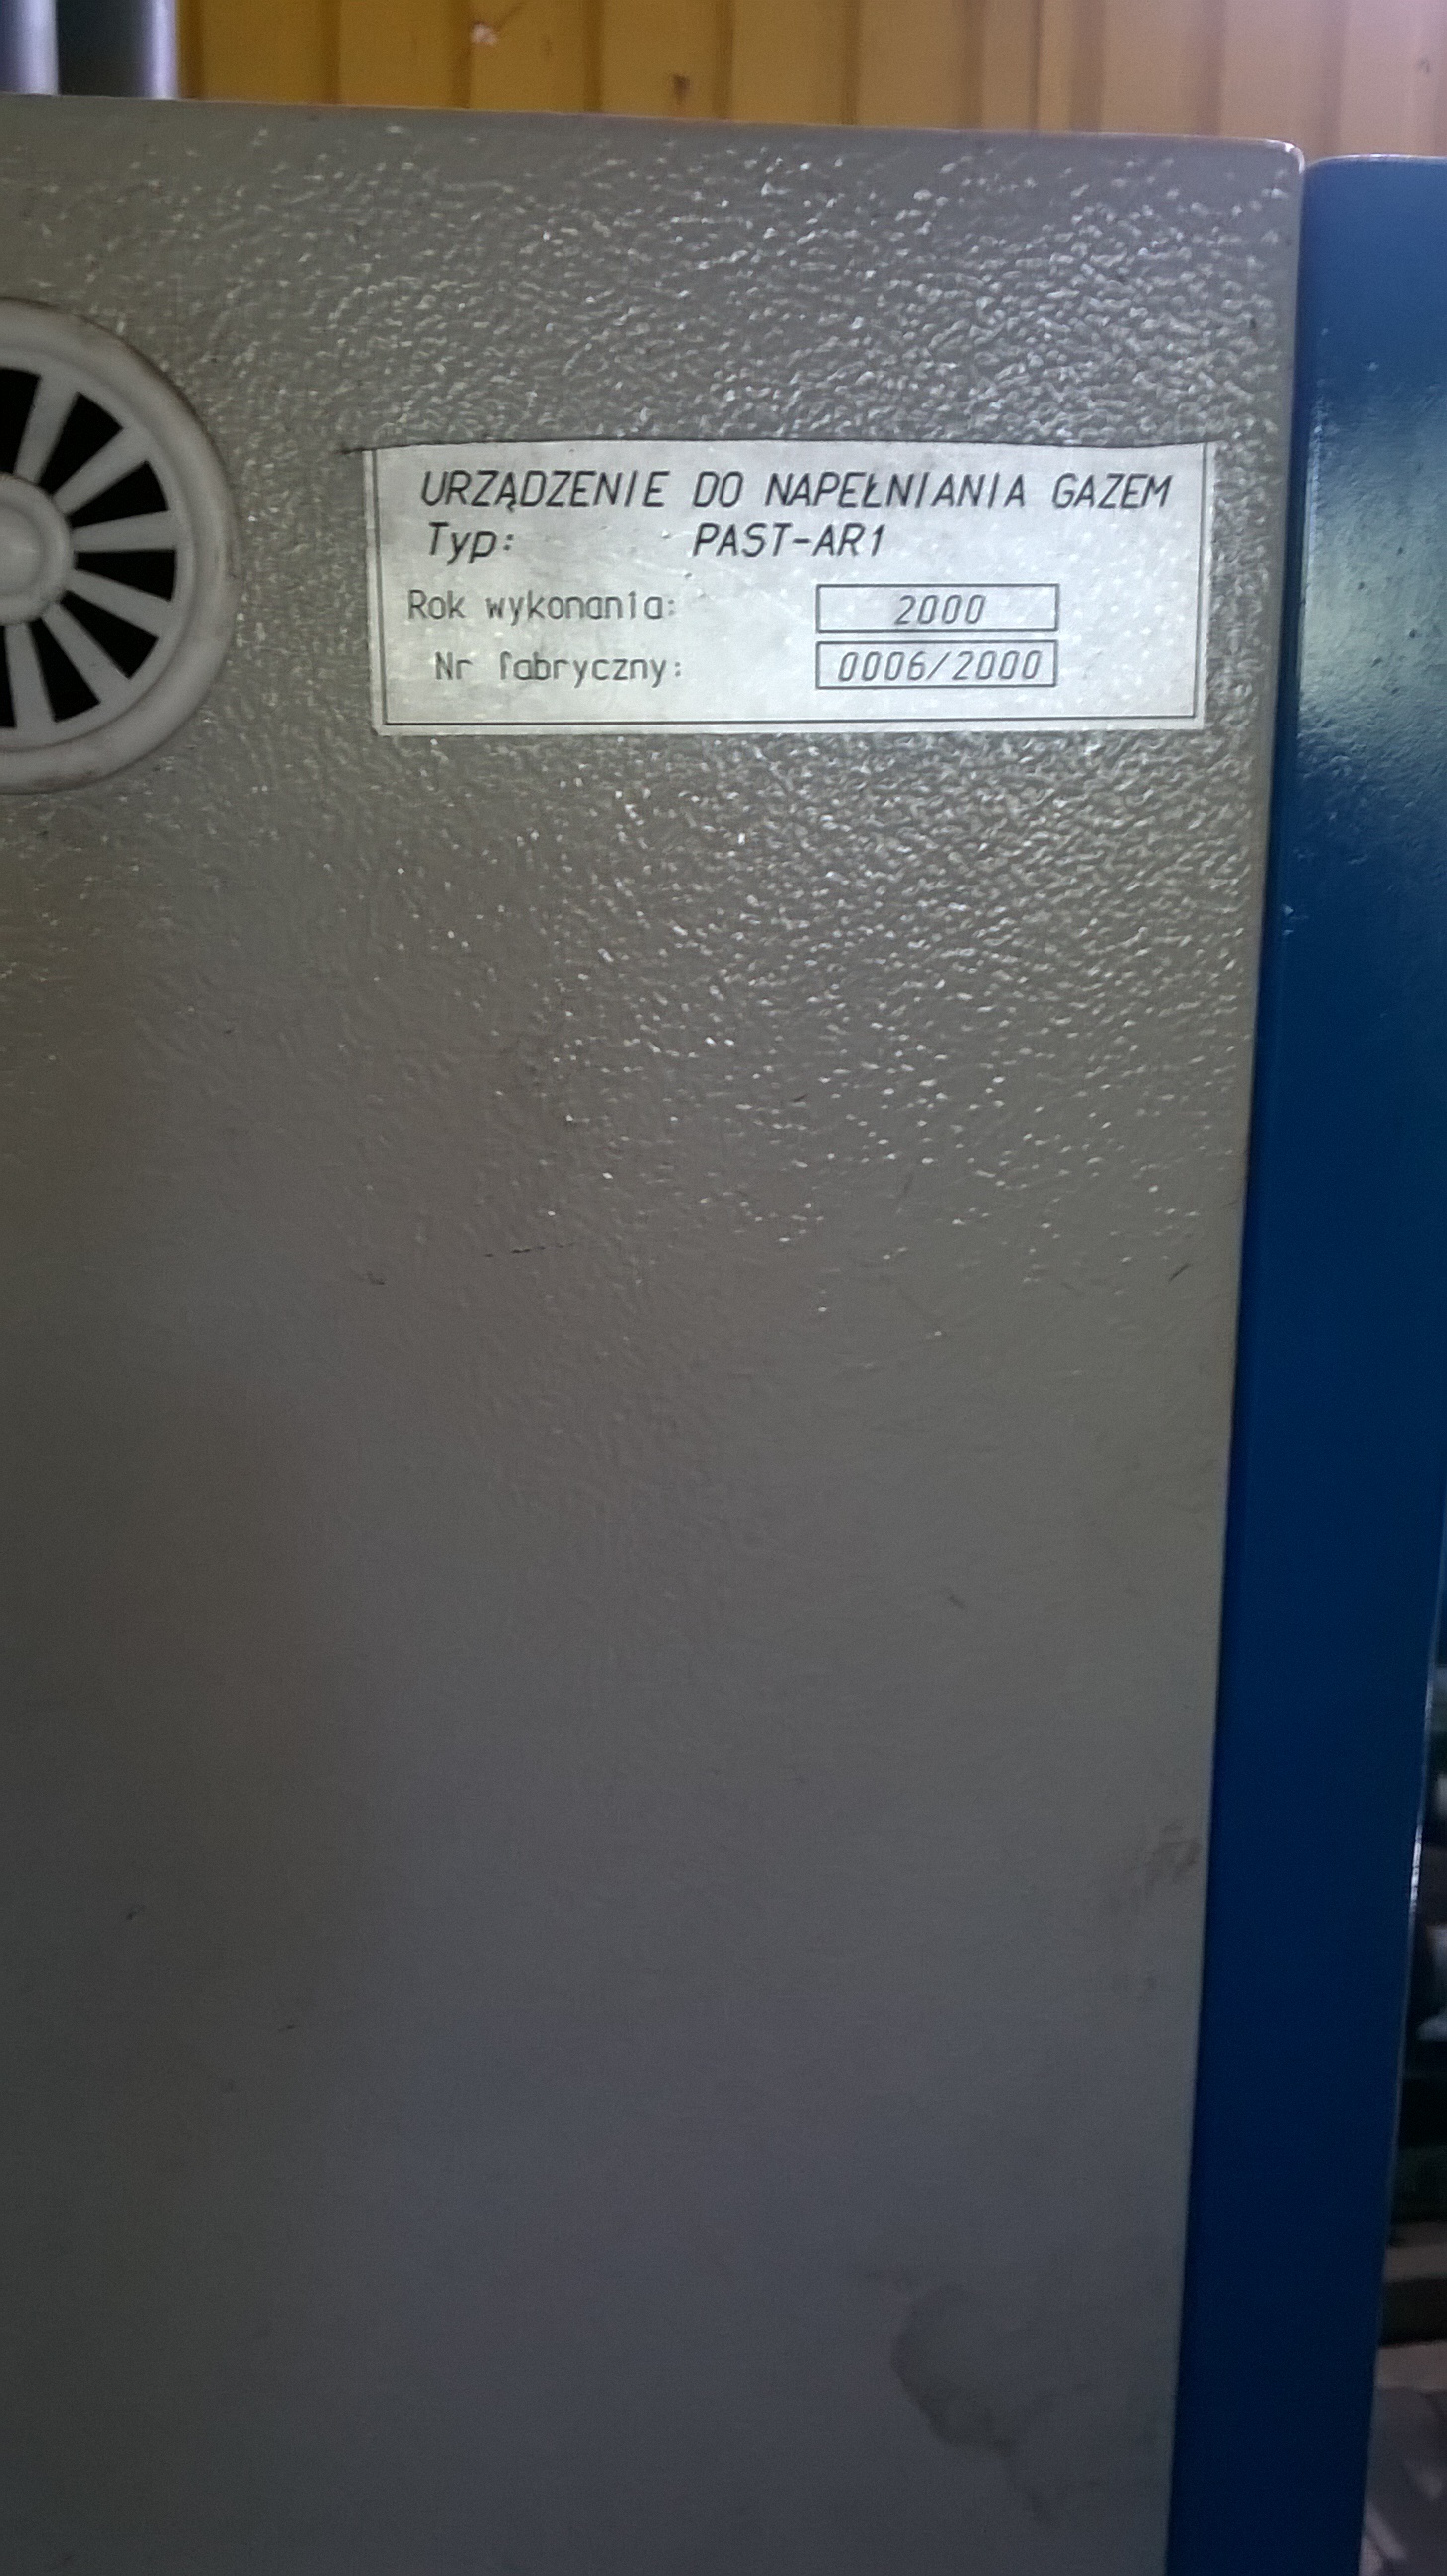 URZĄDZENIE DO NAPEŁNIANIA GAZEM
Typ: PAST-AR1
Rok wykonania: 2000
Nr fabryczny: 0006/2000